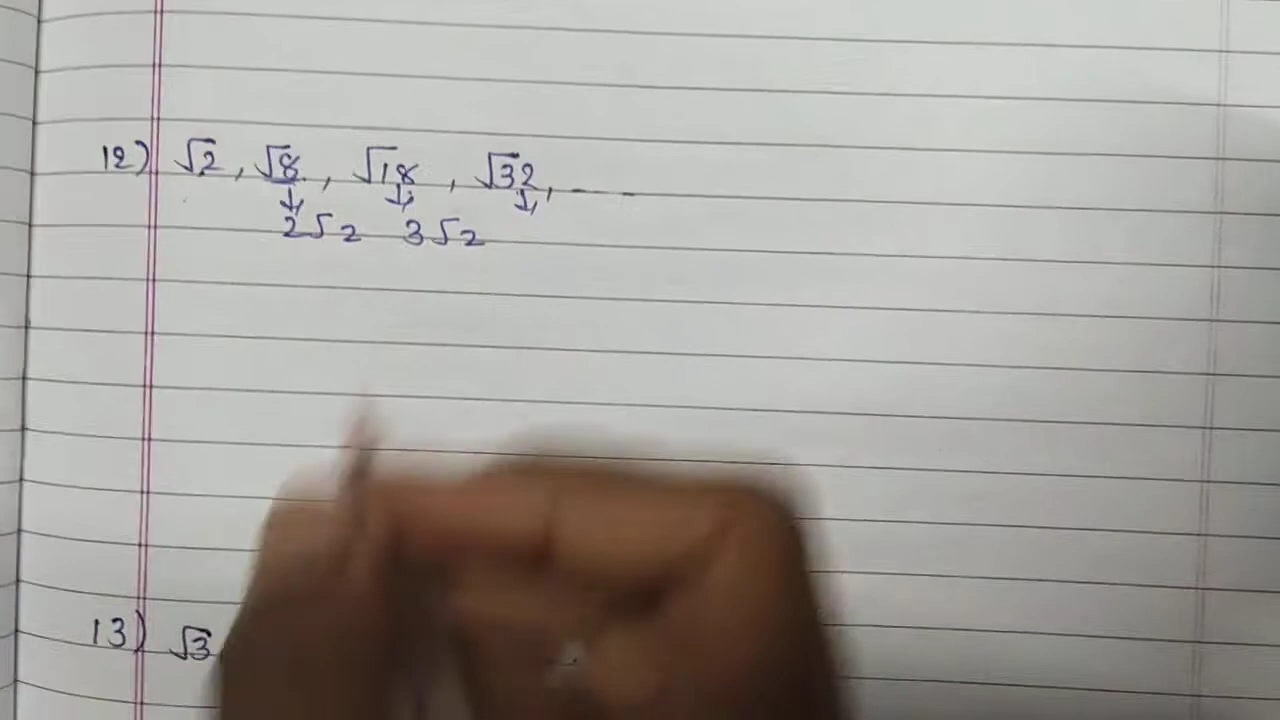 12) √2, √8, √18, √32, ----
↓ ↓ ↓
2√2 3√2
13) √3